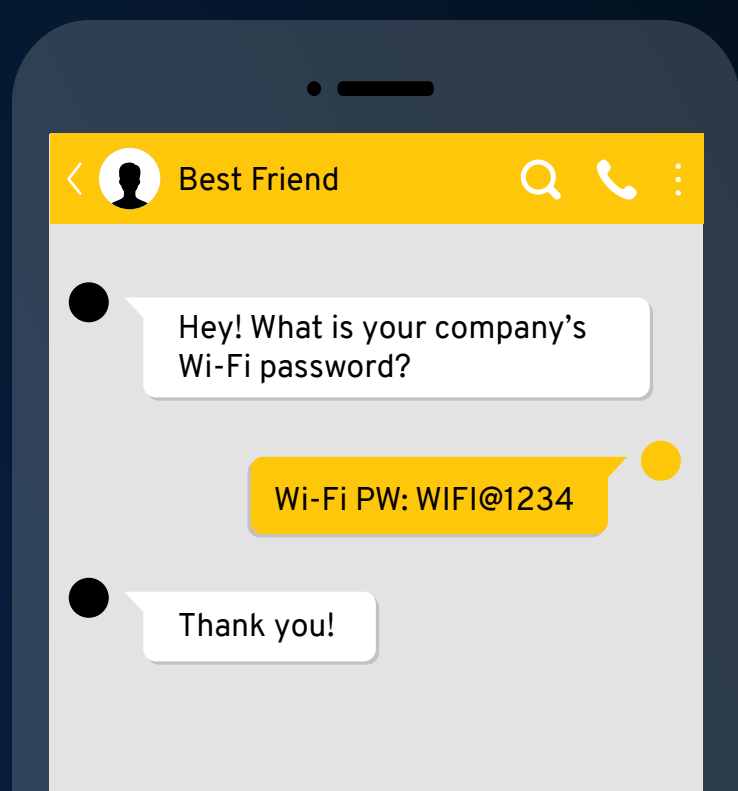 Best Friend
Hey! What is your company’s
Wi-Fi password?
Wi-Fi PW: WIFI@1234
Thank you!